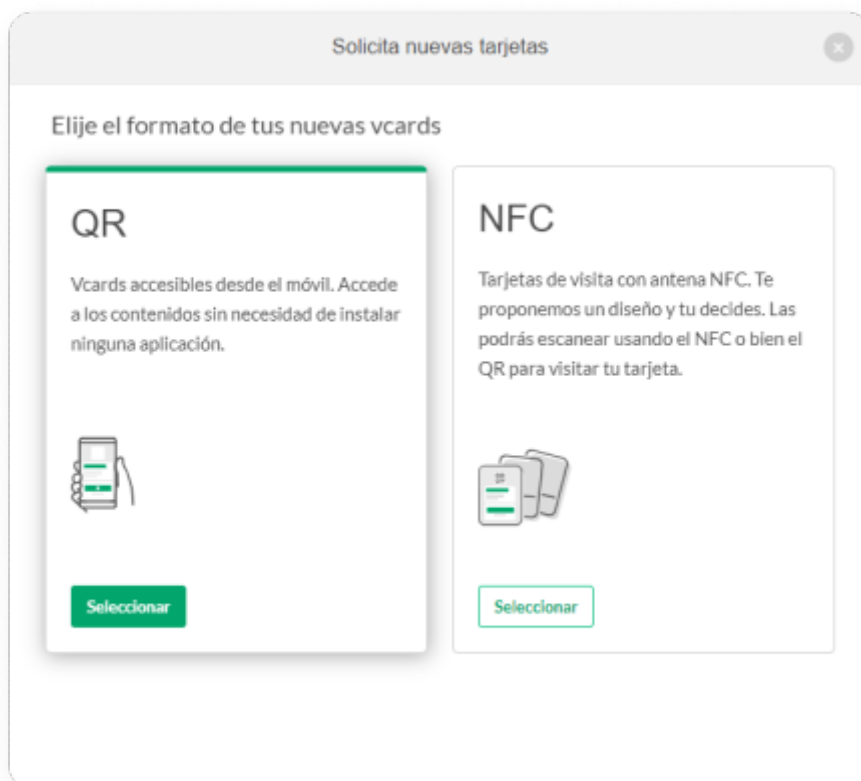 Solicita nuevas tarjetas
Elije el formato de tus nuevas vcards
QR
Vcards accesibles desde el móvil. Accede
a los contenidos sin necesidad de instalar
ninguna aplicación.
Seleccionar
NFC
Tarjetas de visita con antena NFC. Te
proponemos un diseño y tu decides. Las
podrás escanear usando el NFC o bien el
QR para visitar tu tarjeta.
Seleccionar